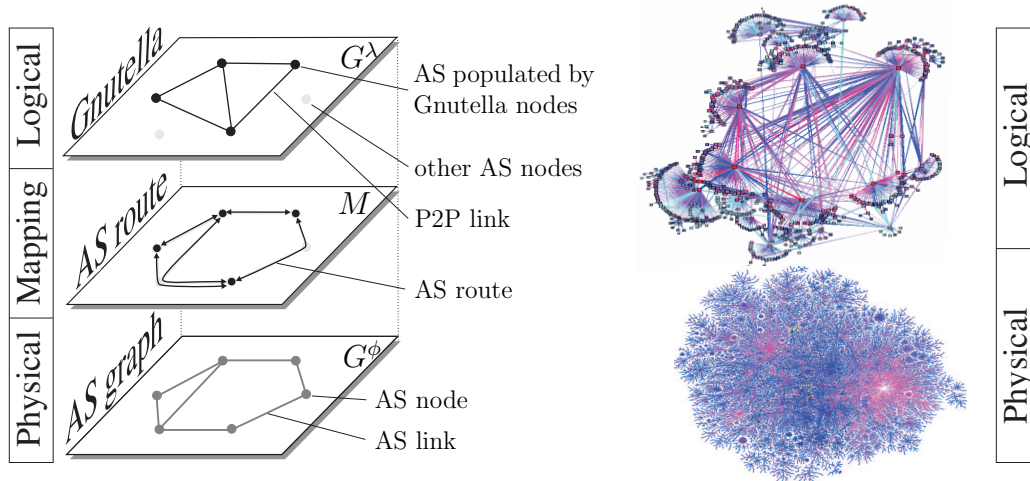 Logical
Mapping
Physical
Gnutella
G^λ
AS populated by
Gnutella nodes
other AS nodes
P2P link
AS route
M
AS route
AS graph
G^ϕ
AS node
AS link
Logical
Physical